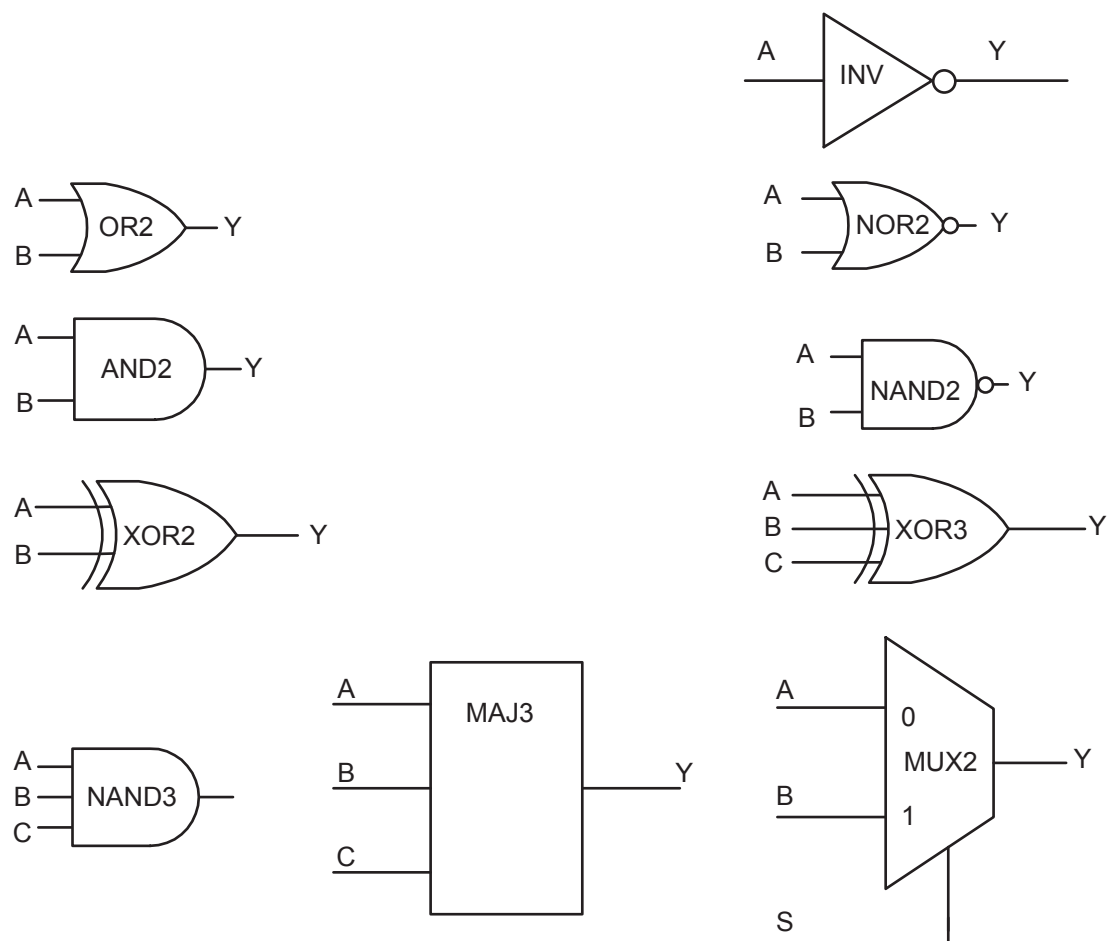 A INV Y
A OR2 Y
B
A NOR2 Y
B
A AND2 Y
B
A NAND2 Y
B
A XOR2 Y
B
A XOR3 Y
B
C
A NAND3
B
C
A MAJ3
B Y
C
A 0
MUX2 Y
B 1
S